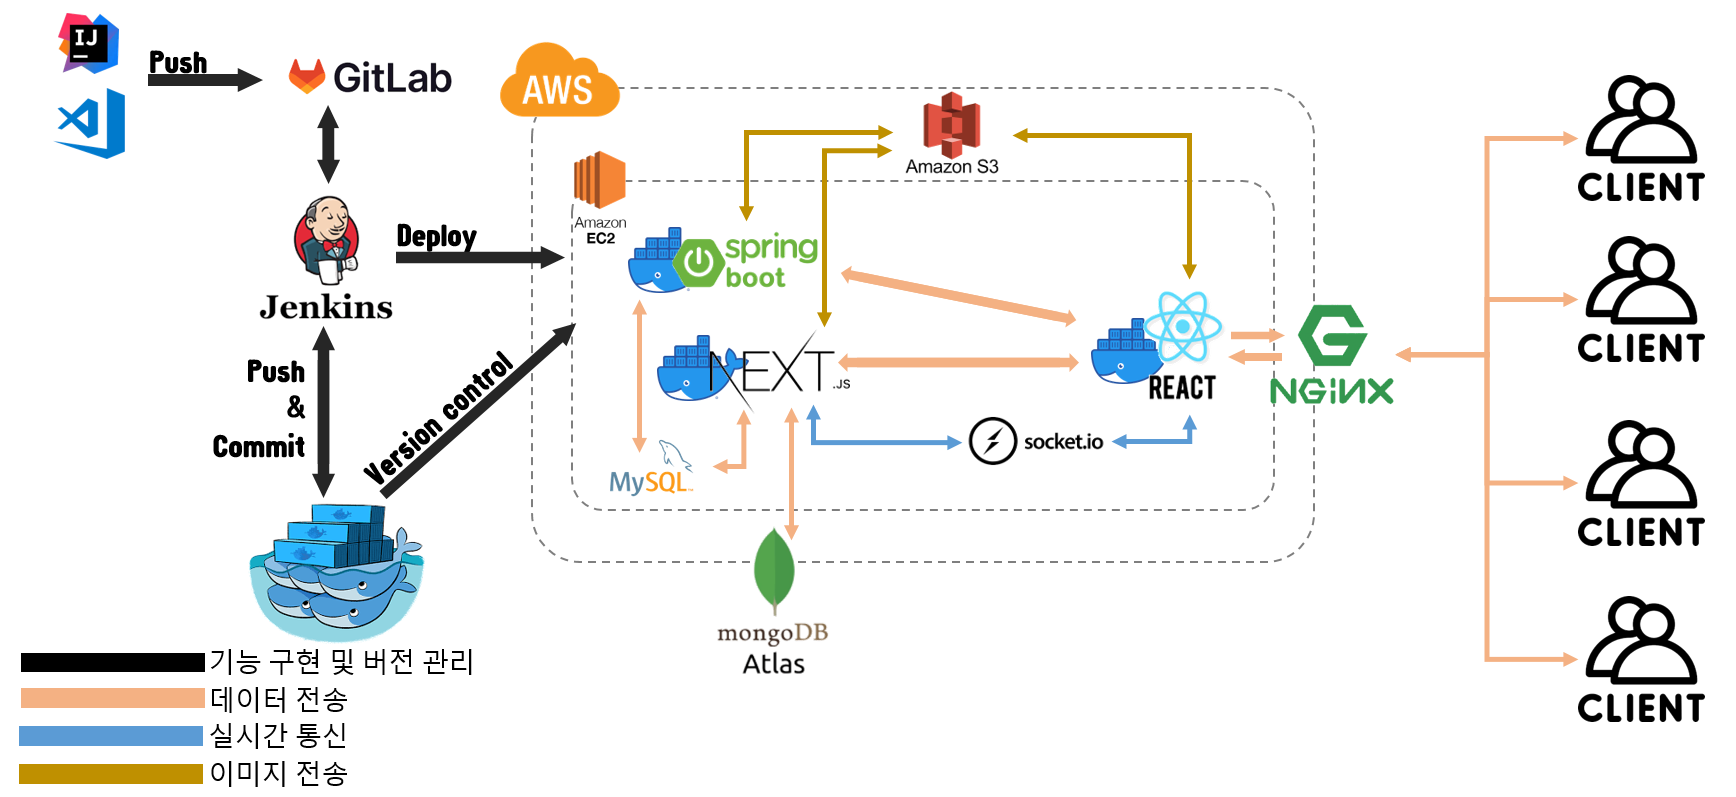 IJ
Push
GitLab
AWS
Amazon S3
CLIENT
Amazon
EC2
Deploy
spring
boot
Jenkins
CLIENT
Push
&
Commit
Version control
NEXT
.JS
REACT
NGiNX
socket.io
MySQL
CLIENT
mongoDB
Atlas
CLIENT
기능 구현 및 버전 관리
데이터 전송
실시간 통신
이미지 전송